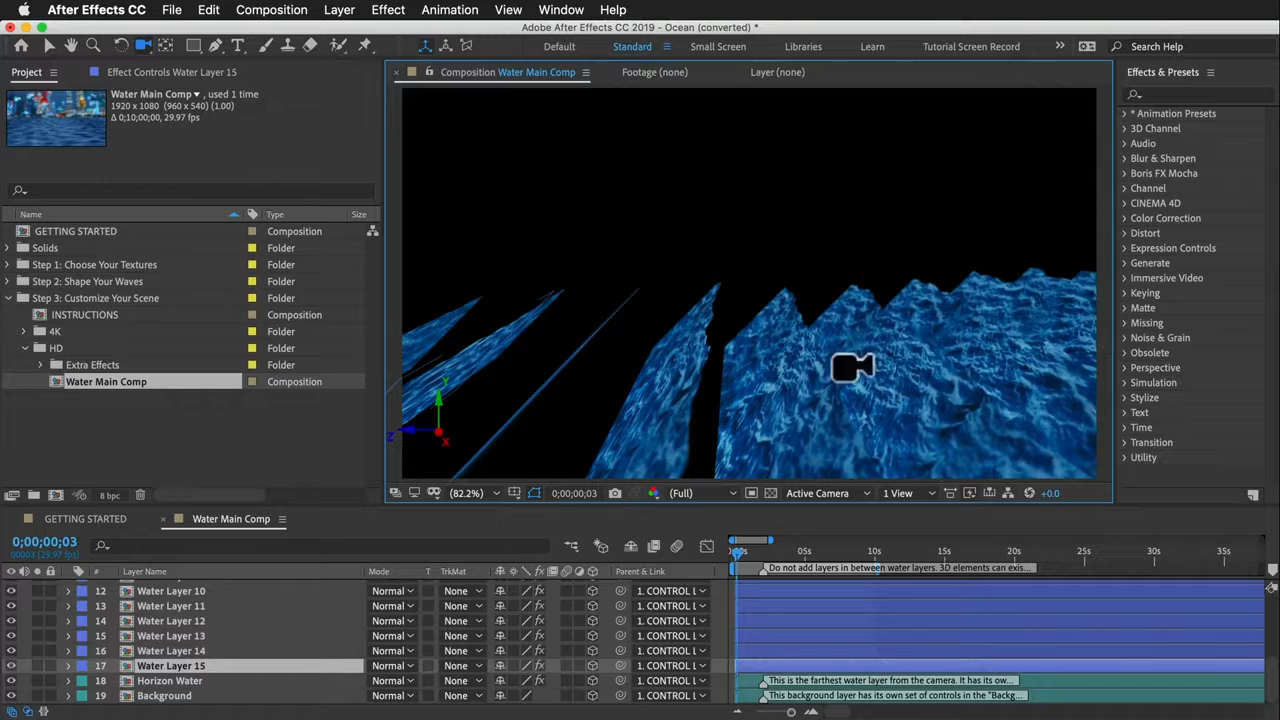 After Effects CC File Edit Composition Layer Effect Animation View Window Help
Adobe After Effects CC 2019 - Ocean (converted) *
Default Standard Small Screen Libraries Learn Tutorial Screen Record Search Help
Project Effect Controls Water Layer 15 Composition Water Main Comp Footage (none) Layer (none) Effects & Presets
Water Main Comp , used 1 time
1920 x 1080 (960 x 540) (1.00)
Δ 0;10;00;00, 29.97 fps
Name Type Size
GETTING STARTED Composition
Solids Folder
Step 1: Choose Your Textures Folder
Step 2: Shape Your Waves Folder
Step 3: Customize Your Scene Folder
INSTRUCTIONS Composition
4K Folder
HD Folder
Extra Effects Folder
Water Main Comp Composition
Y
Z
X
* Animation Presets
3D Channel
Audio
Blur & Sharpen
Boris FX Mocha
Channel
CINEMA 4D
Color Correction
Distort
Expression Controls
Generate
Immersive Video
Keying
Matte
Missing
Noise & Grain
Obsolete
Perspective
Simulation
Stylize
Text
Time
Transition
Utility
8 bpc (82.2%) 0;00;00;03 (Full) Active Camera 1 View +0.0
GETTING STARTED Water Main Comp
0;00;00;03
00003 (29.97 fps)
05s 10s 15s 20s 25s 30s 35s
# Layer Name Mode T TrkMat Parent & Link
Do not add layers in between water layers. 3D elements can exis...
12 Water Layer 10 Normal None 1. CONTROL L
13 Water Layer 11 Normal None 1. CONTROL L
14 Water Layer 12 Normal None 1. CONTROL L
15 Water Layer 13 Normal None 1. CONTROL L
16 Water Layer 14 Normal None 1. CONTROL L
17 Water Layer 15 Normal None 1. CONTROL L
18 Horizon Water Normal None 1. CONTROL L This is the farthest water layer from the camera. It has its ow...
19 Background Normal None 1. CONTROL L This background layer has its own set of controls in the "Backg...